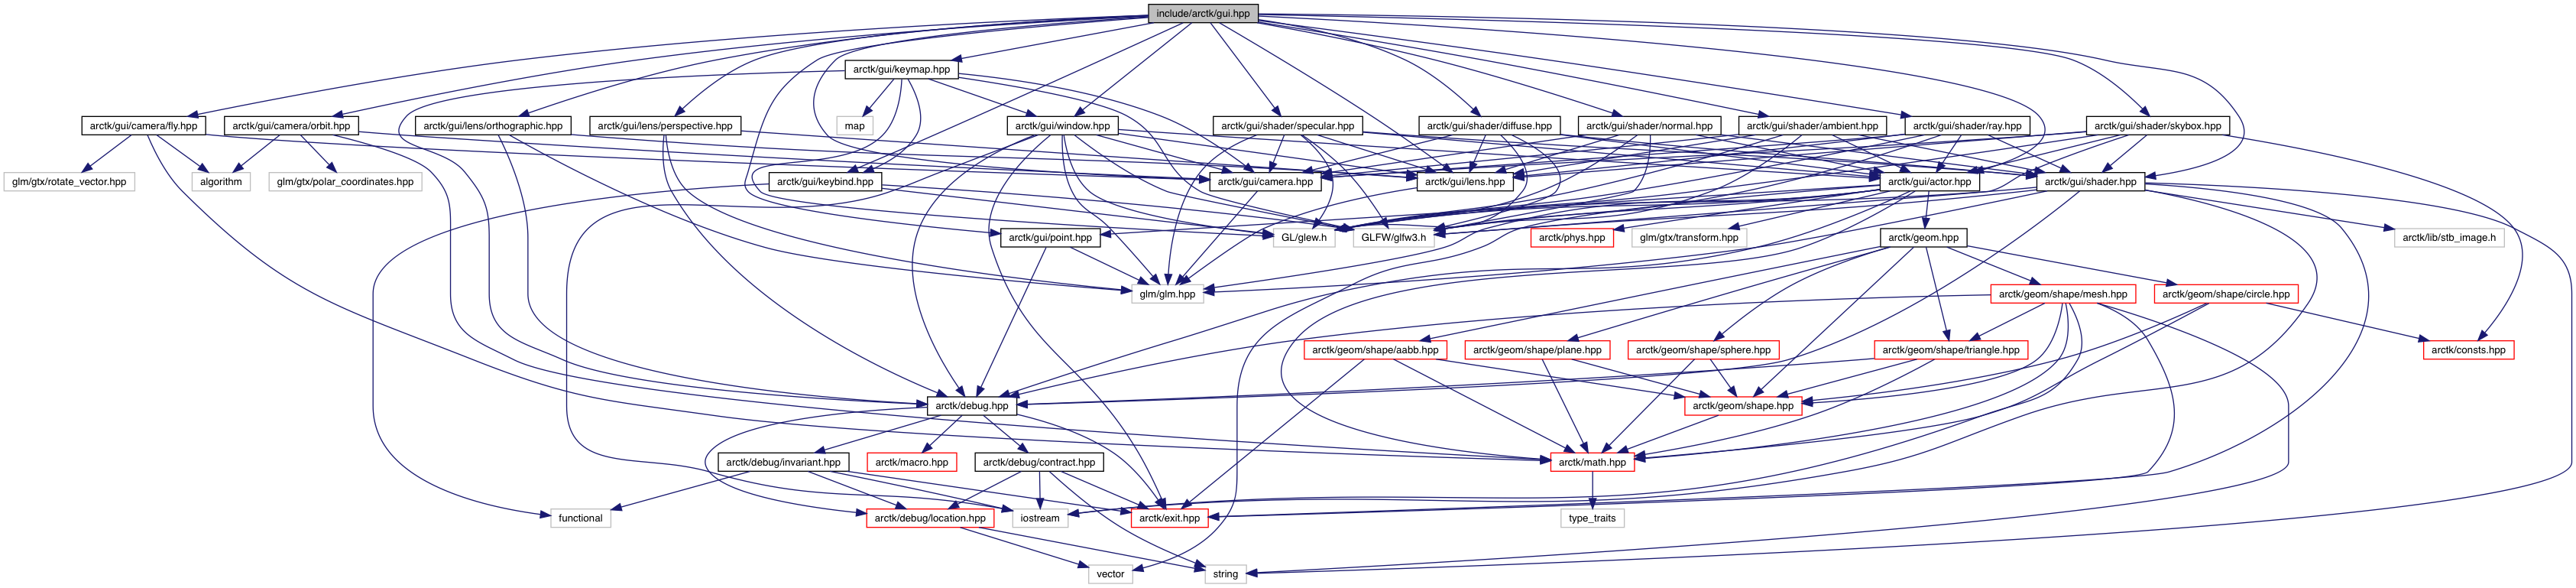 include/arctk/gui.hpp
arctk/gui/keymap.hpp
arctk/gui/camera/fly.hpp
arctk/gui/camera/orbit.hpp
arctk/gui/lens/orthographic.hpp
arctk/gui/lens/perspective.hpp
map
arctk/gui/window.hpp
arctk/gui/shader/specular.hpp
arctk/gui/shader/diffuse.hpp
arctk/gui/shader/normal.hpp
arctk/gui/shader/ambient.hpp
arctk/gui/shader/ray.hpp
arctk/gui/shader/skybox.hpp
glm/gtx/rotate_vector.hpp
algorithm
glm/gtx/polar_coordinates.hpp
arctk/gui/keybind.hpp
arctk/gui/camera.hpp
arctk/gui/lens.hpp
arctk/gui/actor.hpp
arctk/gui/shader.hpp
arctk/gui/point.hpp
GL/glew.h
GLFW/glfw3.h
arctk/phys.hpp
glm/gtx/transform.hpp
arctk/geom.hpp
arctk/lib/stb_image.h
glm/glm.hpp
arctk/geom/shape/mesh.hpp
arctk/geom/shape/circle.hpp
arctk/geom/shape/aabb.hpp
arctk/geom/shape/plane.hpp
arctk/geom/shape/sphere.hpp
arctk/geom/shape/triangle.hpp
arctk/consts.hpp
arctk/debug.hpp
arctk/geom/shape.hpp
arctk/debug/invariant.hpp
arctk/macro.hpp
arctk/debug/contract.hpp
arctk/math.hpp
functional
arctk/debug/location.hpp
iostream
arctk/exit.hpp
type_traits
vector
string